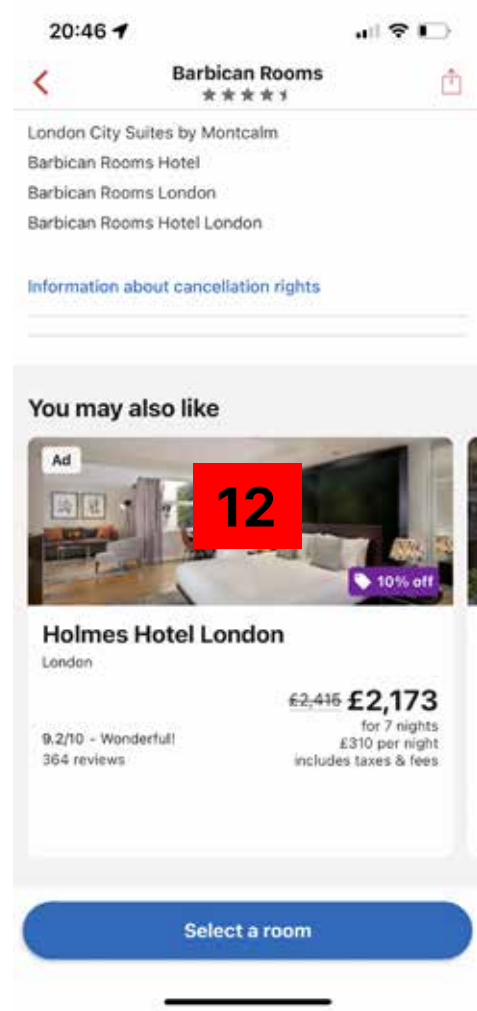 20:46
Barbican Rooms
London City Suites by Montcalm
Barbican Rooms Hotel
Barbican Rooms London
Barbican Rooms Hotel London
Information about cancellation rights
You may also like
Ad
12
10% off
Holmes Hotel London
London
£2,415 £2,173
for 7 nights
9.2/10 - Wonderful!
£310 per night
364 reviews
includes taxes & fees
Select a room